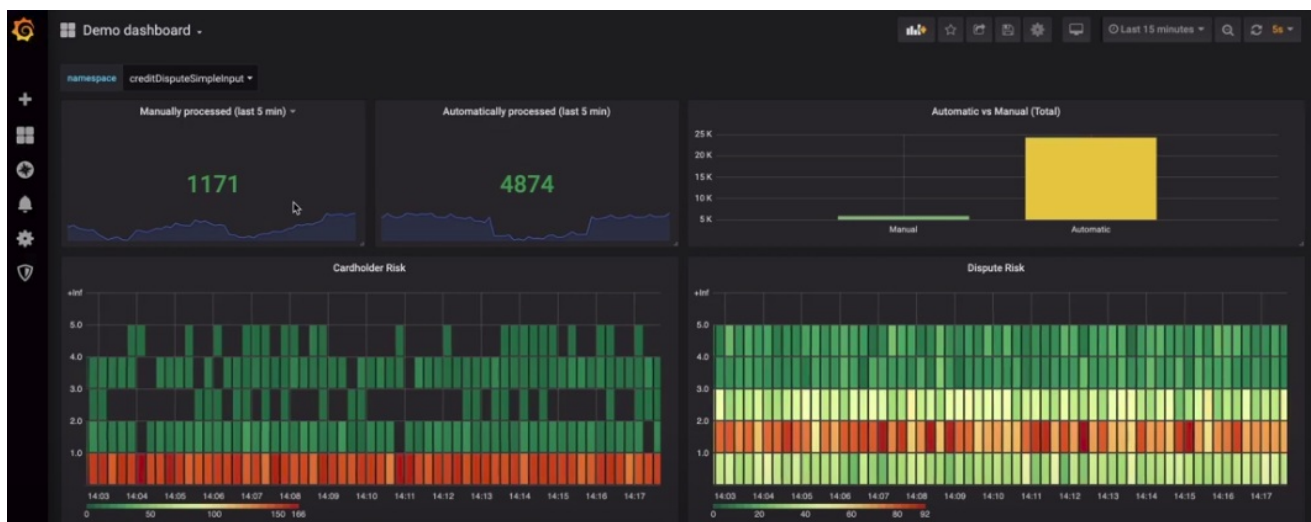 Demo dashboard
Last 15 minutes
5s
namespace creditDisputeSimpleInput
Manually processed (last 5 min)
1171
Automatically processed (last 5 min)
4874
Automatic vs Manual (Total)
25 K
20 K
15 K
10 K
5 K
Manual Automatic
Cardholder Risk
+Inf
5.0
4.0
3.0
2.0
1.0
14:03 14:04 14:05 14:06 14:07 14:08 14:09 14:10 14:11 14:12 14:13 14:14 14:15 14:16 14:17
0 50 100 150 166
Dispute Risk
+Inf
5.0
4.0
3.0
2.0
1.0
14:03 14:04 14:05 14:06 14:07 14:08 14:09 14:10 14:11 14:12 14:13 14:14 14:15 14:16 14:17
0 20 40 60 80 92